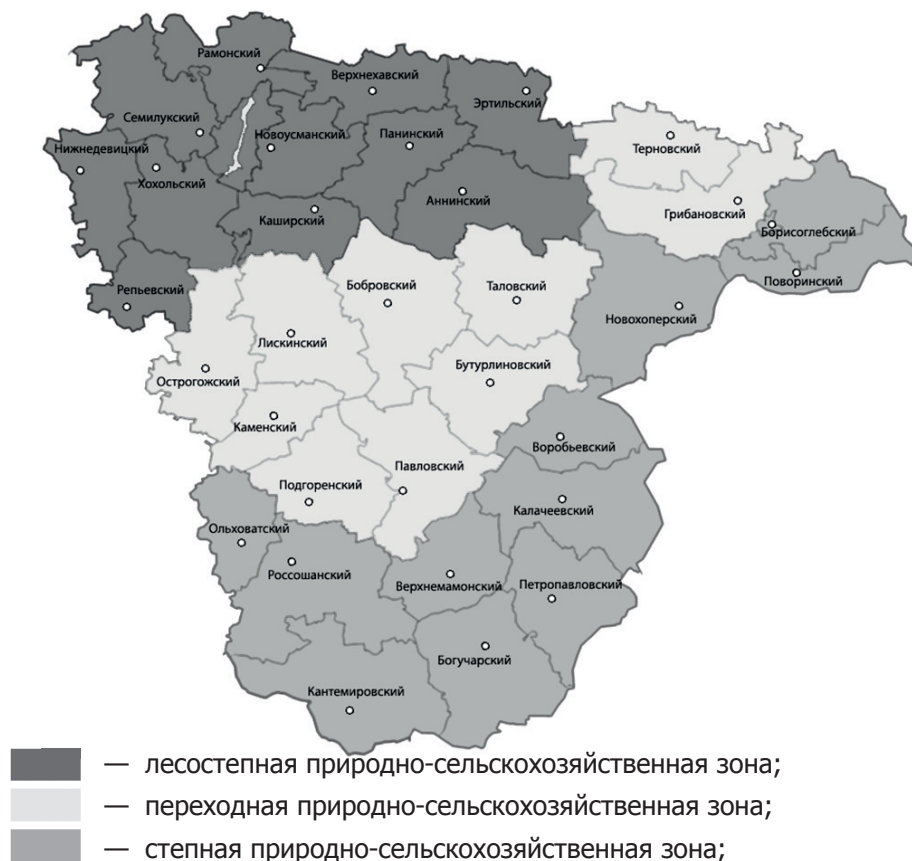 Рамонский
Верхнехавский
Эртильский
Семилукский
Новоусманский
Панинский
Терновский
Нижнедевицкий
Хохольский
Аннинский
Грибановский
Каширский
Борисоглебский
Репьевский
Бобровский
Таловский
Поворинский
Новохоперский
Лискинский
Острогожский
Бутурлиновский
Каменский
Воробьевский
Павловский
Подгоренский
Калачеевский
Ольховатский
Россошанский
Верхнемамонский
Петропавловский
Богучарский
Кантемировский
— лесостепная природно-сельскохозяйственная зона;
— переходная природно-сельскохозяйственная зона;
— степная природно-сельскохозяйственная зона;